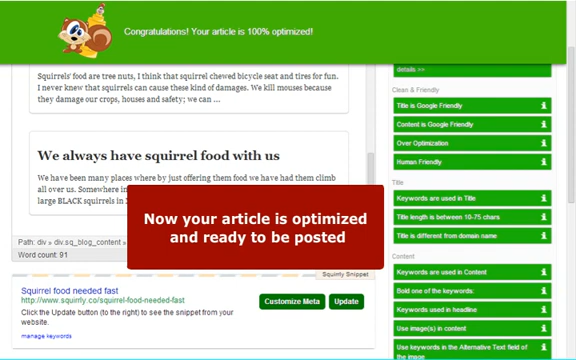 Congratulations! Your article is 100% optimized!
Squirrels' food are tree nuts, I think that squirrel chewed bicycle seat and tires for fun.
I never knew that squirrels can cause these kind of damages. We kill mouses because
they damage our crops, houses and safety; we can ...
We always have squirrel food with us
We have been many places where by just offering them food we have had them climb
all over us. Somewhere in
large BLACK squirrels in
Now your article is optimized
and ready to be posted
Path: div » div.sq_blog_content »
Word count: 91
Squirrly Snippet
Squirrel food needed fast
http://www.squirrly.co/squirrel-food-needed-fast
Click the Update button (to the right) to see the snippet from your
website.
manage keywords
Customize Meta
Update
details >>
Clean & Friendly
Title is Google Friendly
Content is Google Friendly
Over Optimization
Human Friendly
Title
Keywords are used in Title
Title length is between 10-75 chars
Title is different from domain name
Content
Keywords are used in Content
Bold one of the keywords:
Keywords used in headline
Use image(s) in content
Use keywords in the Alternative Text field of
the image